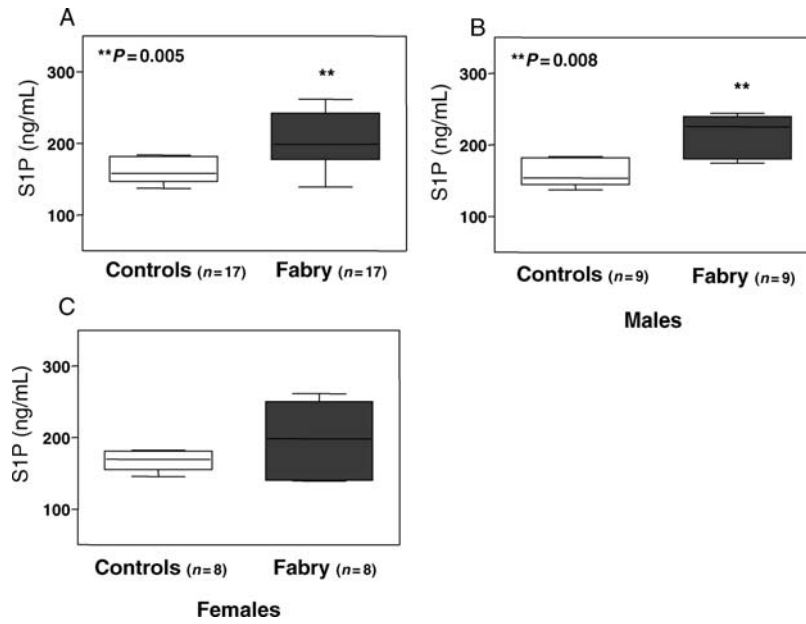 A
**P=0.005
**
S1P (ng/mL)
300
200
100
Controls (n=17) Fabry (n=17)
B
**P=0.008
**
S1P (ng/mL)
300
200
100
Controls (n=9) Fabry (n=9)
Males
C
S1P (ng/mL)
300
200
100
Controls (n=8) Fabry (n=8)
Females